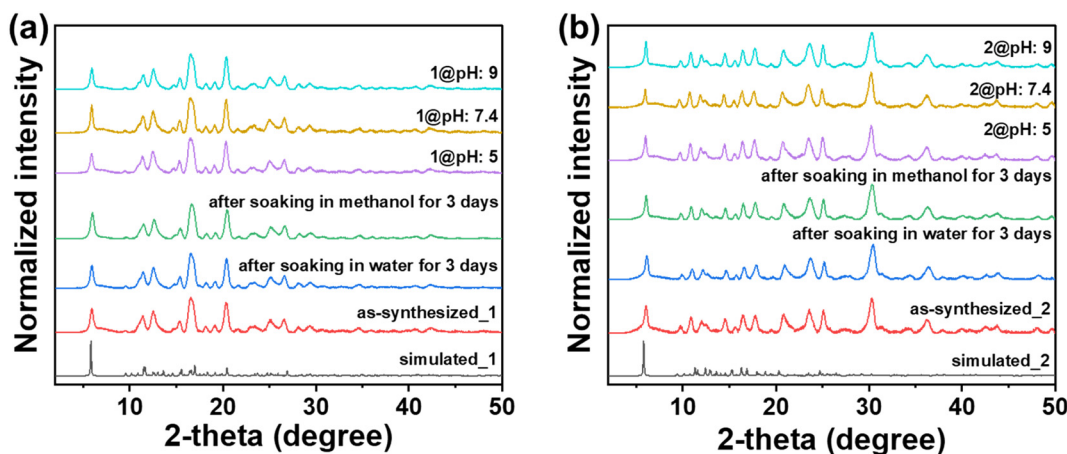 (a)
Normalized intensity
1@pH: 9
1@pH: 7.4
1@pH: 5
after soaking in methanol for 3 days
after soaking in water for 3 days
as-synthesized_1
simulated_1
10 20 30 40 50
2-theta (degree)
(b)
Normalized intensity
2@pH: 9
2@pH: 7.4
2@pH: 5
after soaking in methanol for 3 days
after soaking in water for 3 days
as-synthesized_2
simulated_2
10 20 30 40 50
2-theta (degree)